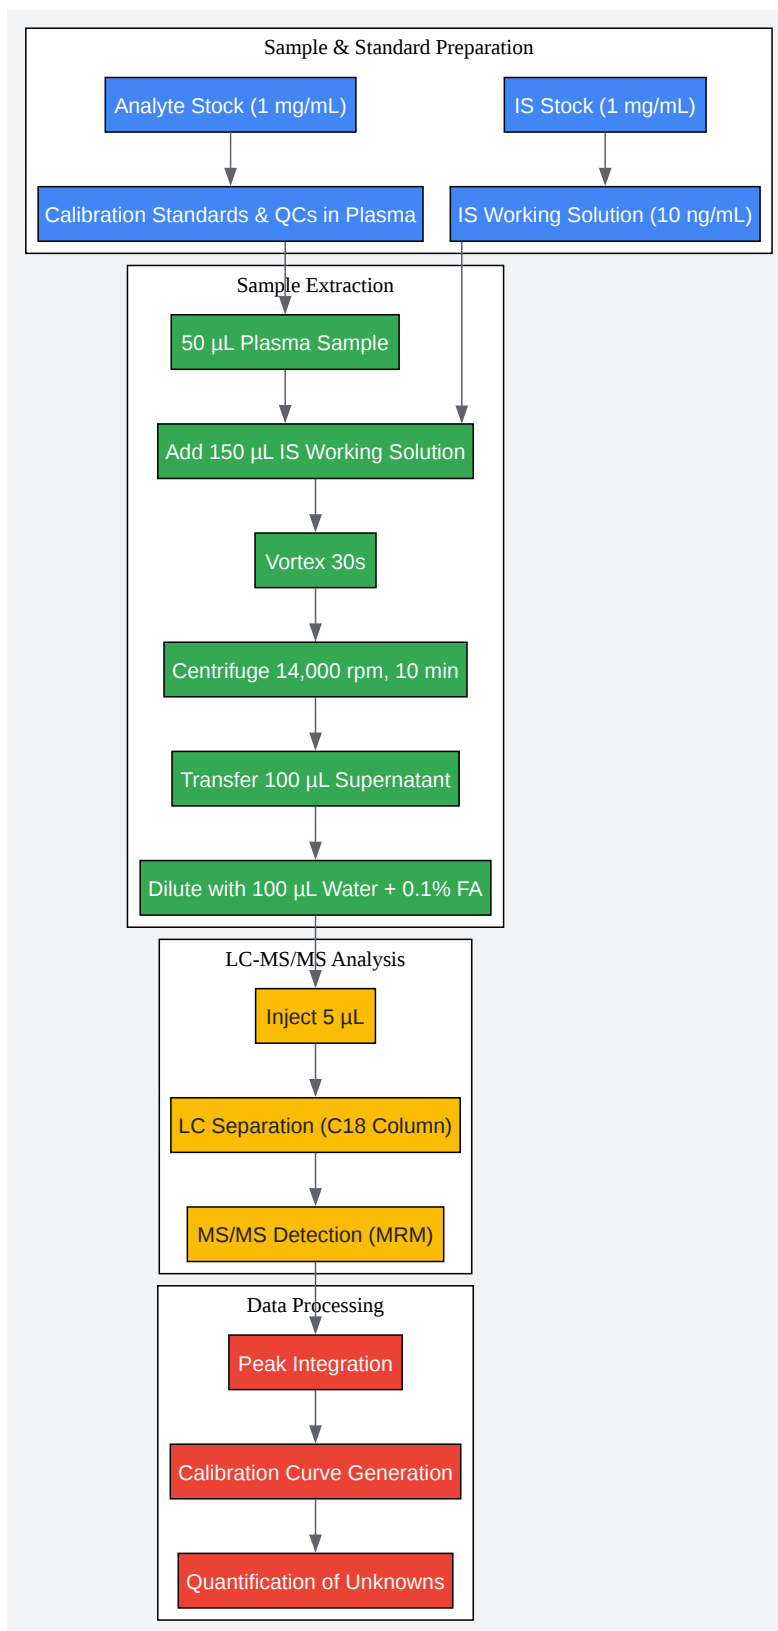 Sample & Standard Preparation
Analyte Stock (1 mg/mL)
IS Stock (1 mg/mL)
Calibration Standards & QCs in Plasma
IS Working Solution (10 ng/mL)
Sample Extraction
50 µL Plasma Sample
Add 150 µL IS Working Solution
Vortex 30s
Centrifuge 14,000 rpm, 10 min
Transfer 100 µL Supernatant
Dilute with 100 µL Water + 0.1% FA
LC-MS/MS Analysis
Inject 5 µL
LC Separation (C18 Column)
MS/MS Detection (MRM)
Data Processing
Peak Integration
Calibration Curve Generation
Quantification of Unknowns